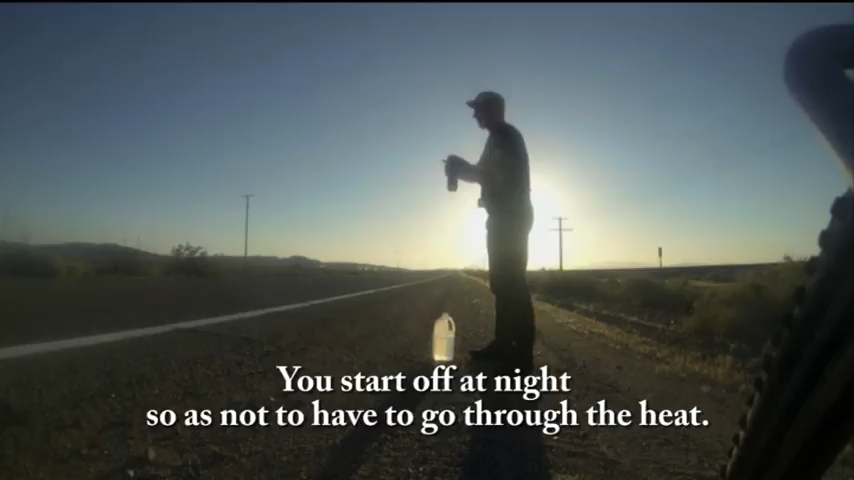 You start off at night
so as not to have to go through the heat.